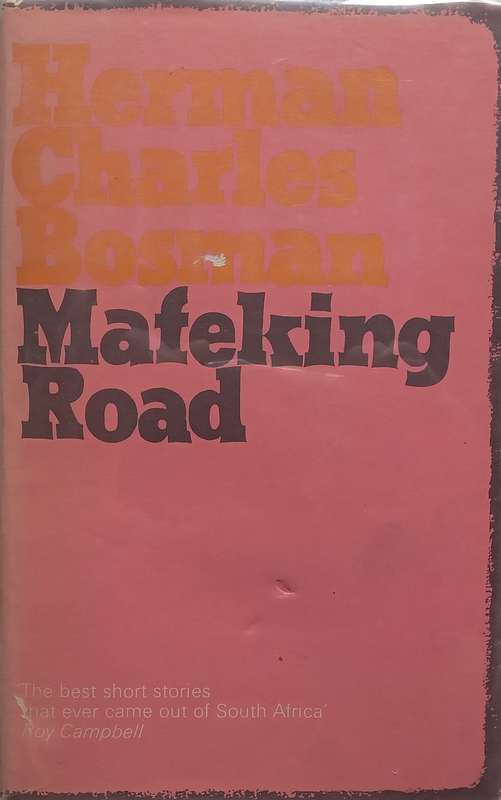 Herman
Charles
Bosman
Mafeking
Road
'The best short stories
that ever came out of South Africa'
Roy Campbell